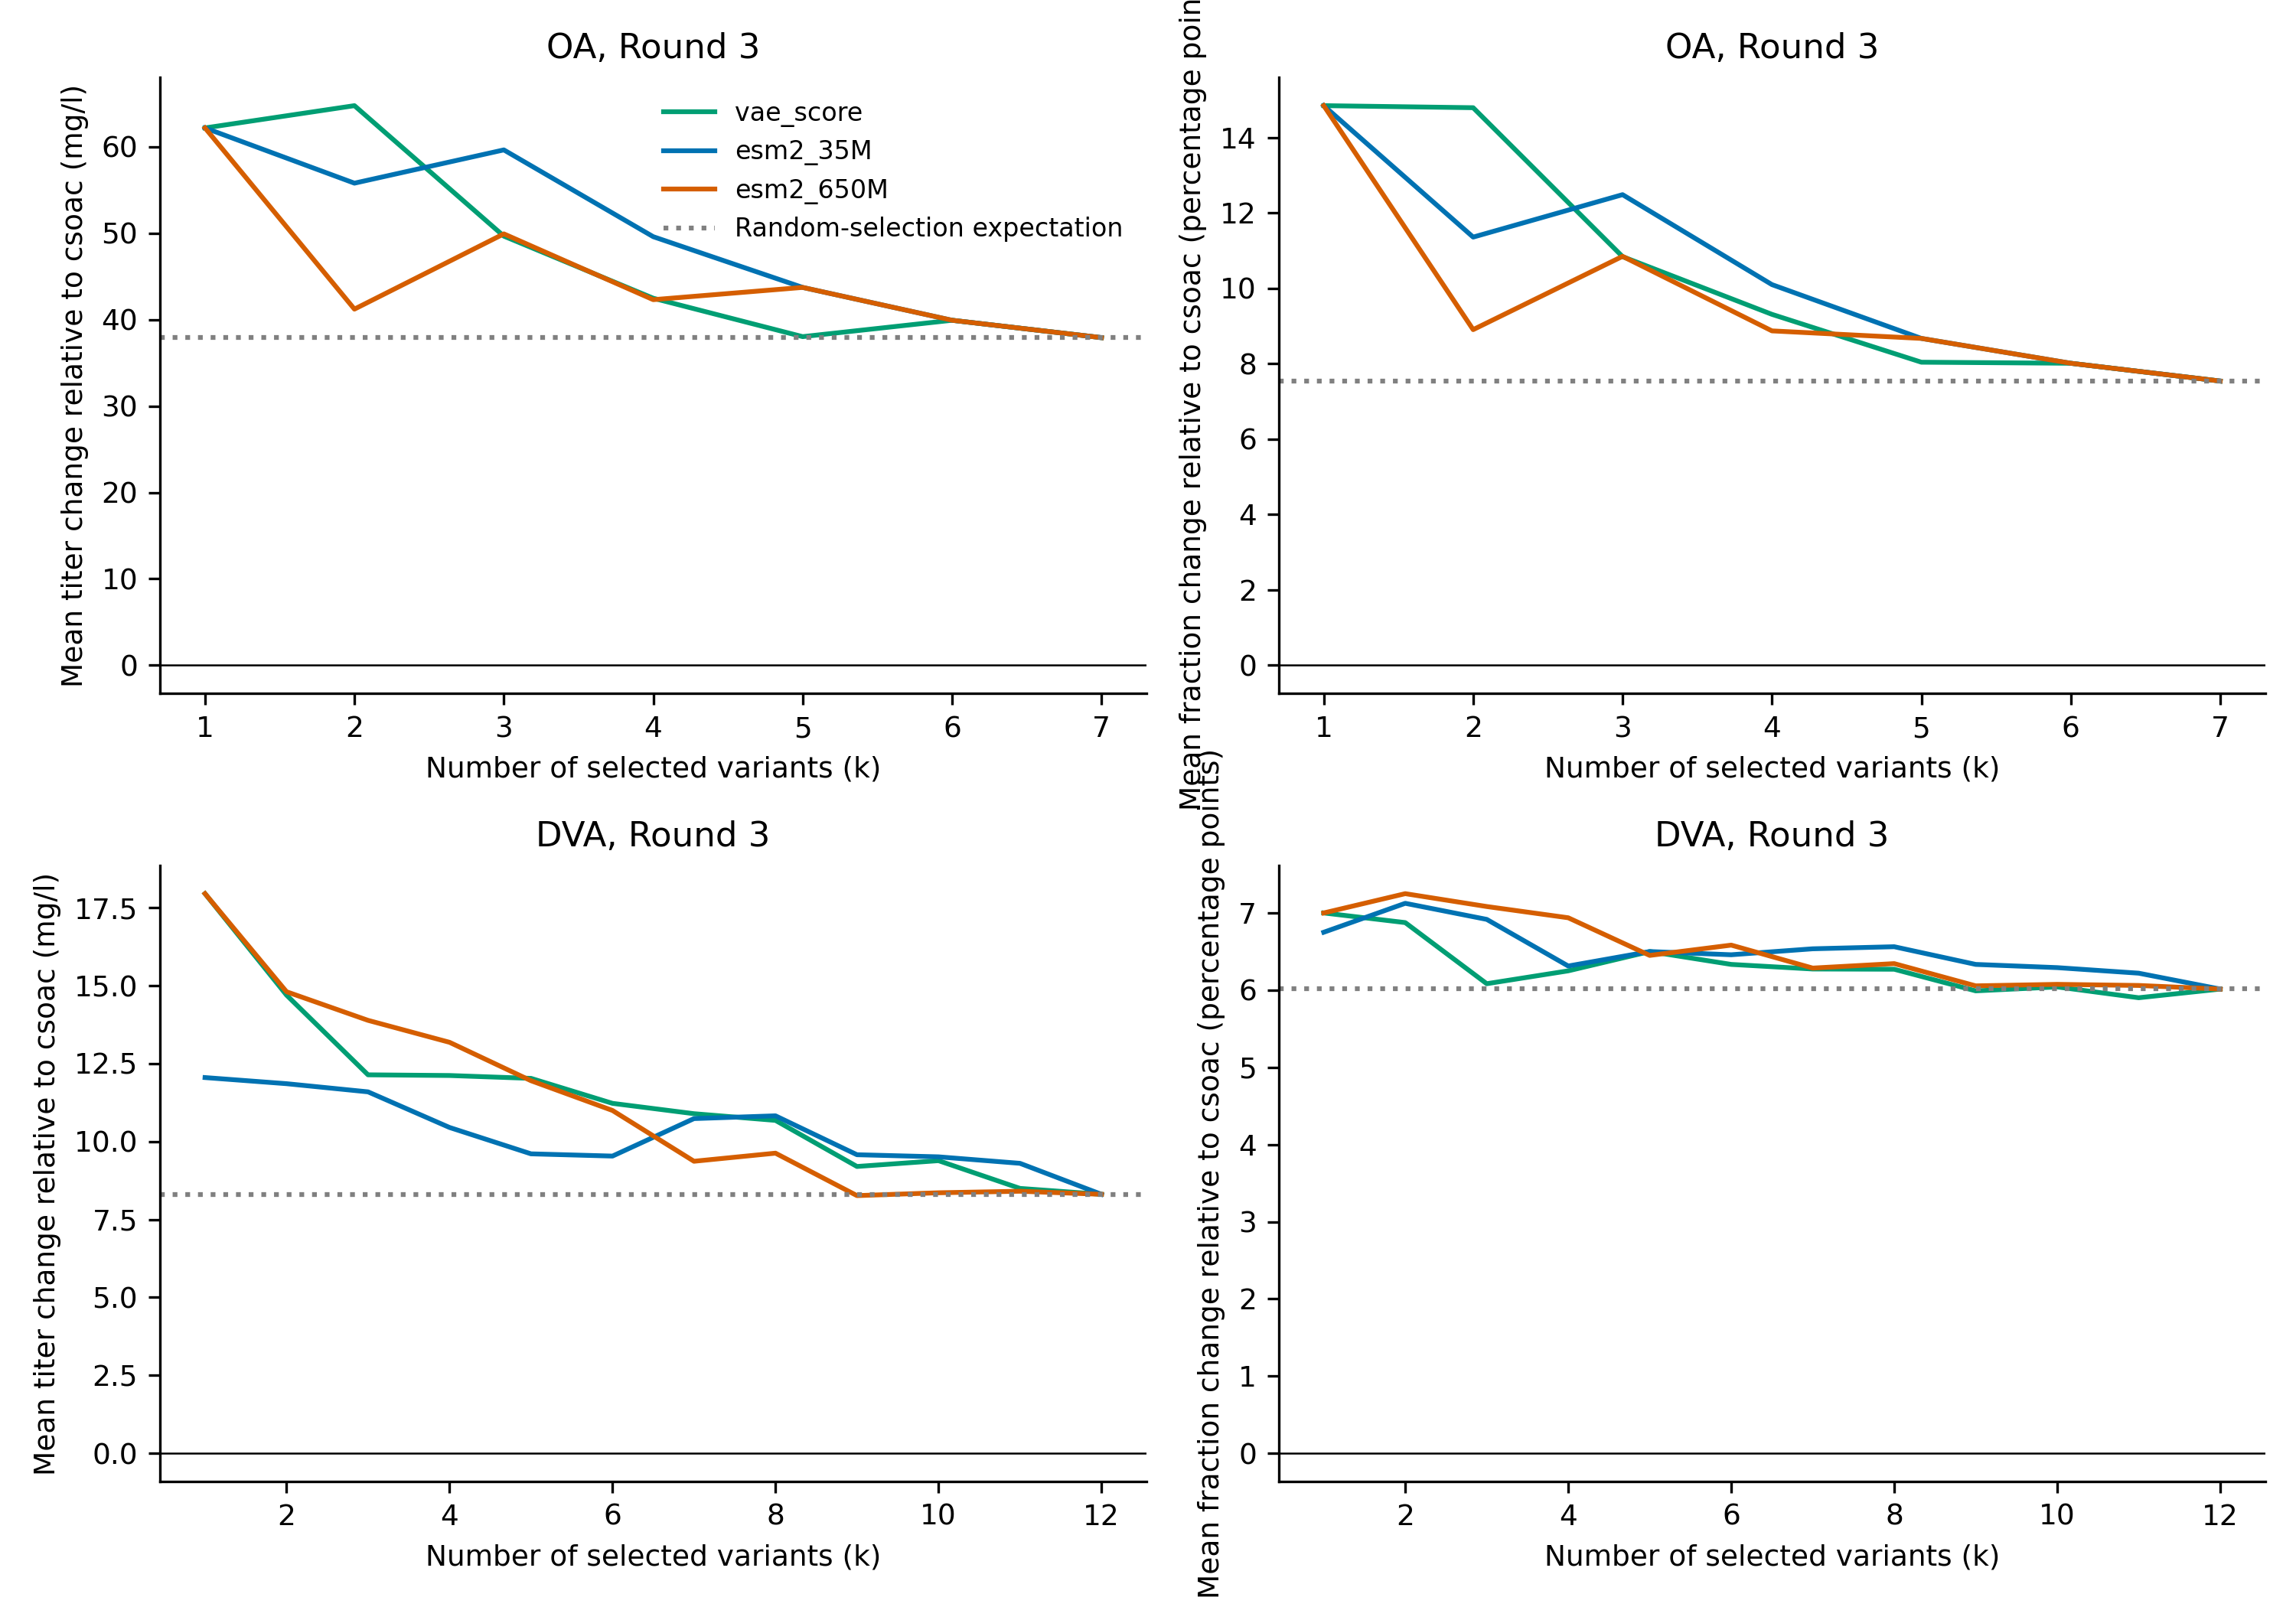 OA, Round 3
Mean titer change relative to csoac (mg/l)
60
50
40
30
20
10
0
vae_score
esm2_35M
esm2_650M
Random-selection expectation
1 2 3 4 5 6 7
Number of selected variants (k)
OA, Round 3
Mean fraction change relative to csoac (percentage poin
14
12
10
8
6
4
2
0
1 2 3 4 5 6 7
Number of selected variants (k)
DVA, Round 3
Mean titer change relative to csoac (mg/l)
17.5
15.0
12.5
10.0
7.5
5.0
2.5
0.0
2 4 6 8 10 12
Number of selected variants (k)
DVA, Round 3
Mean fraction change relative to csoac (percentage points)
7
6
5
4
3
2
1
0
2 4 6 8 10 12
Number of selected variants (k)